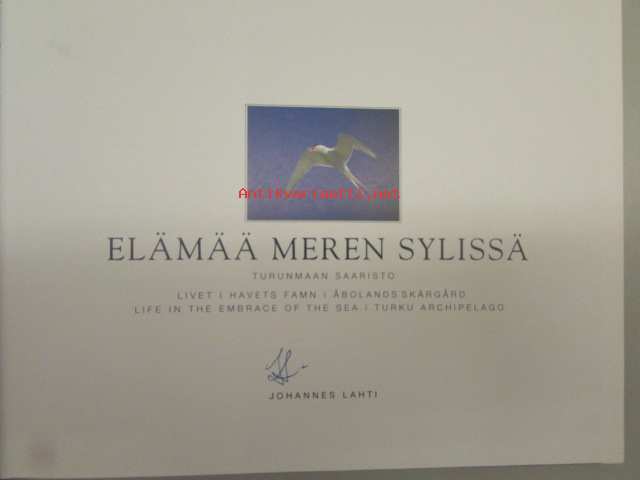 Antikvariaatti.net
ELÄMÄÄ MEREN SYLISSÄ
TURUNMAAN SAARISTO
LIVET I HAVETS FAMN / ÅBOLANDS SKÄRGÅRD
LIFE IN THE EMBRACE OF THE SEA / TURKU ARCHIPELAGO
JOHANNES LAHTI